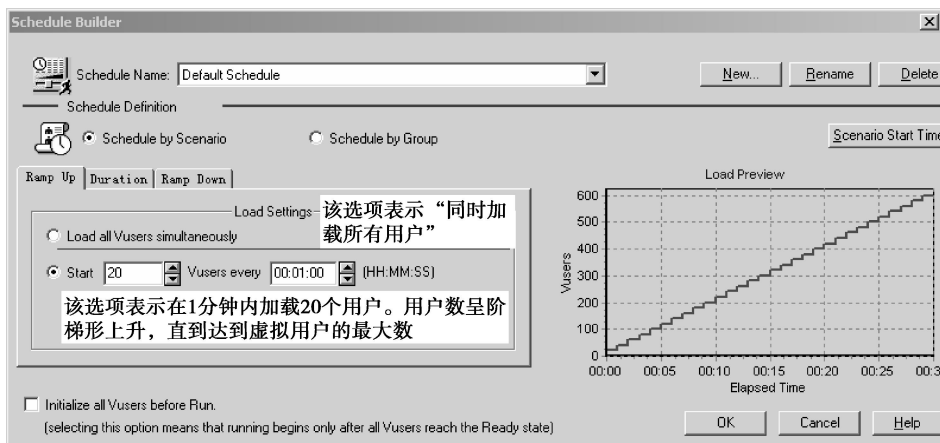 Schedule Builder
Schedule Name: Default Schedule
New... Rename Delete
Schedule Definition
Schedule by Scenario Schedule by Group
Scenario Start Time
Ramp Up Duration Ramp Down
Load Settings
该选项表示“同时加
载所有用户”
Load all Vusers simultaneously
Start 20 Vusers every 00:01:00 (HH:MM:SS)
该选项表示在1分钟内加载20个用户。用户数呈阶
梯形上升，直到达到虚拟用户的最大数
Load Preview
Vusers
600
500
400
300
200
100
0
00:00 00:05 00:10 00:15 00:20 00:25 00:3
Elapsed Time
Initialize all Vusers before Run.
(selecting this option means that running begins only after all Vusers reach the Ready state)
OK Cancel Help